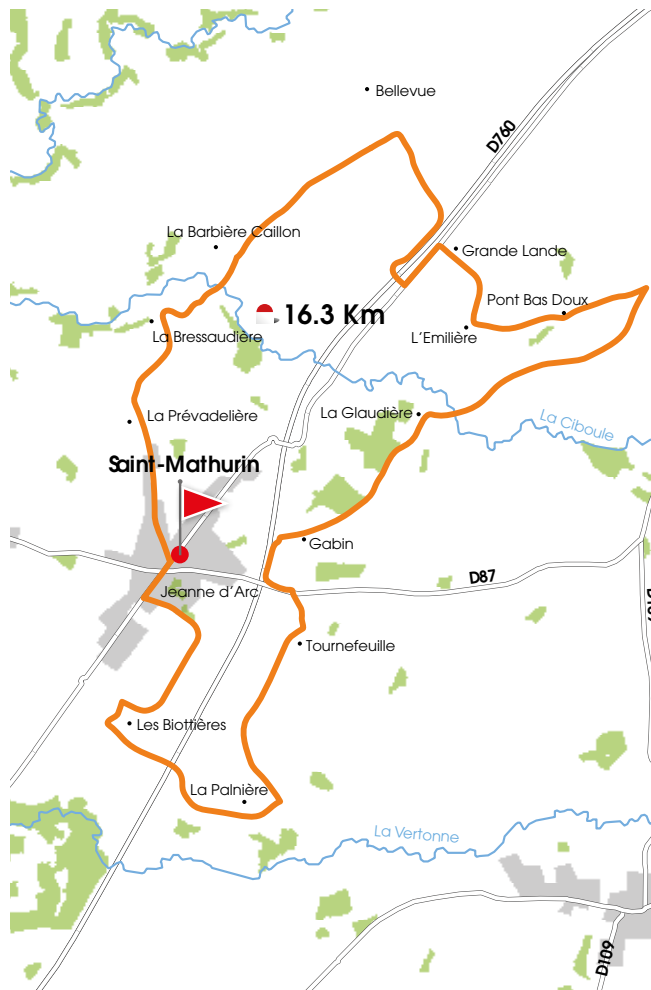 Bellevue
D760
La Barbière Caillon
Grande Lande
Pont Bas Doux
16.3 Km
La Bressaudière
L'Emilière
La Prévadelière
La Glaudière
La Ciboule
Saint-Mathurin
Gabin
D87
Jeanne d'Arc
Tournefeuille
Les Biottières
La Palnière
La Vertonne
D109